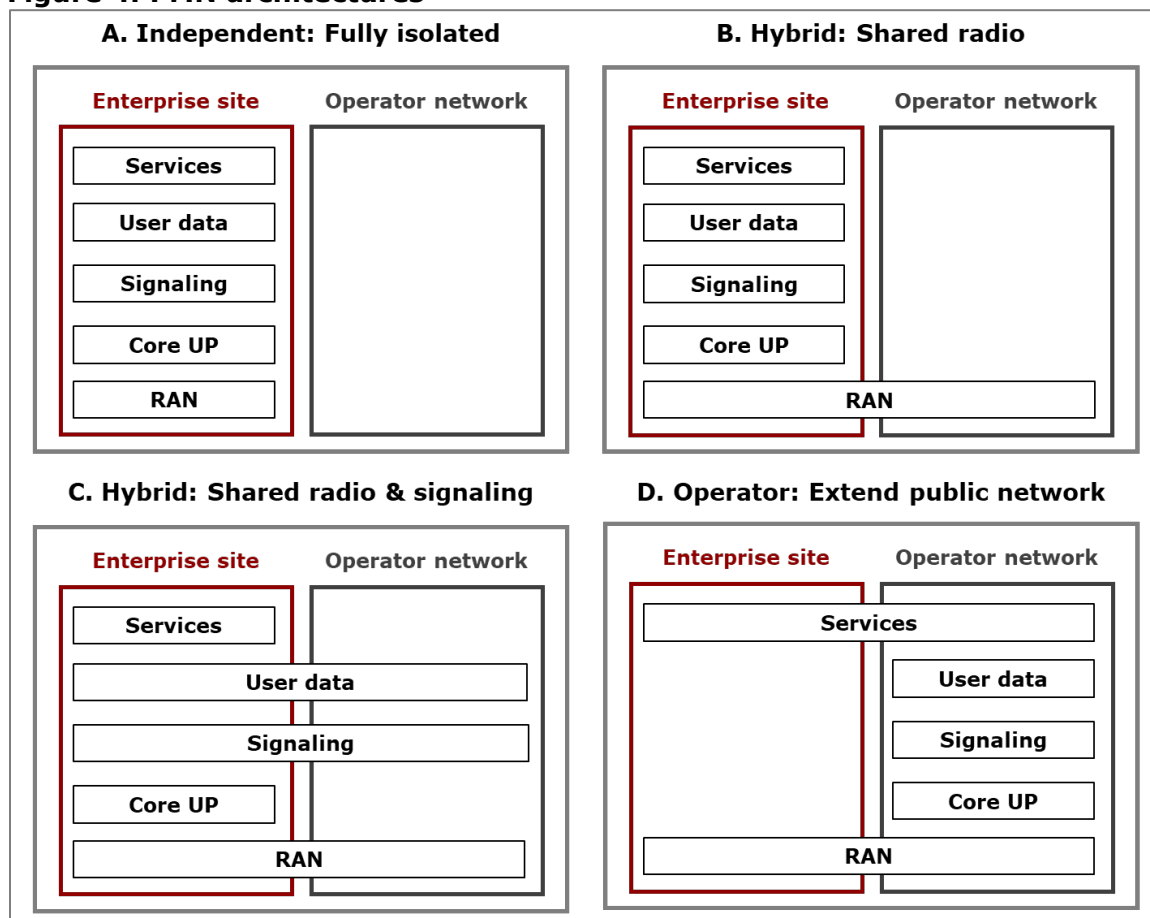 A. Independent: Fully isolated
Enterprise site
Operator network
Services
User data
Signaling
Core UP
RAN
B. Hybrid: Shared radio
Enterprise site
Operator network
Services
User data
Signaling
Core UP
RAN
C. Hybrid: Shared radio & signaling
Enterprise site
Operator network
Services
User data
Signaling
Core UP
RAN
D. Operator: Extend public network
Enterprise site
Operator network
Services
User data
Signaling
Core UP
RAN